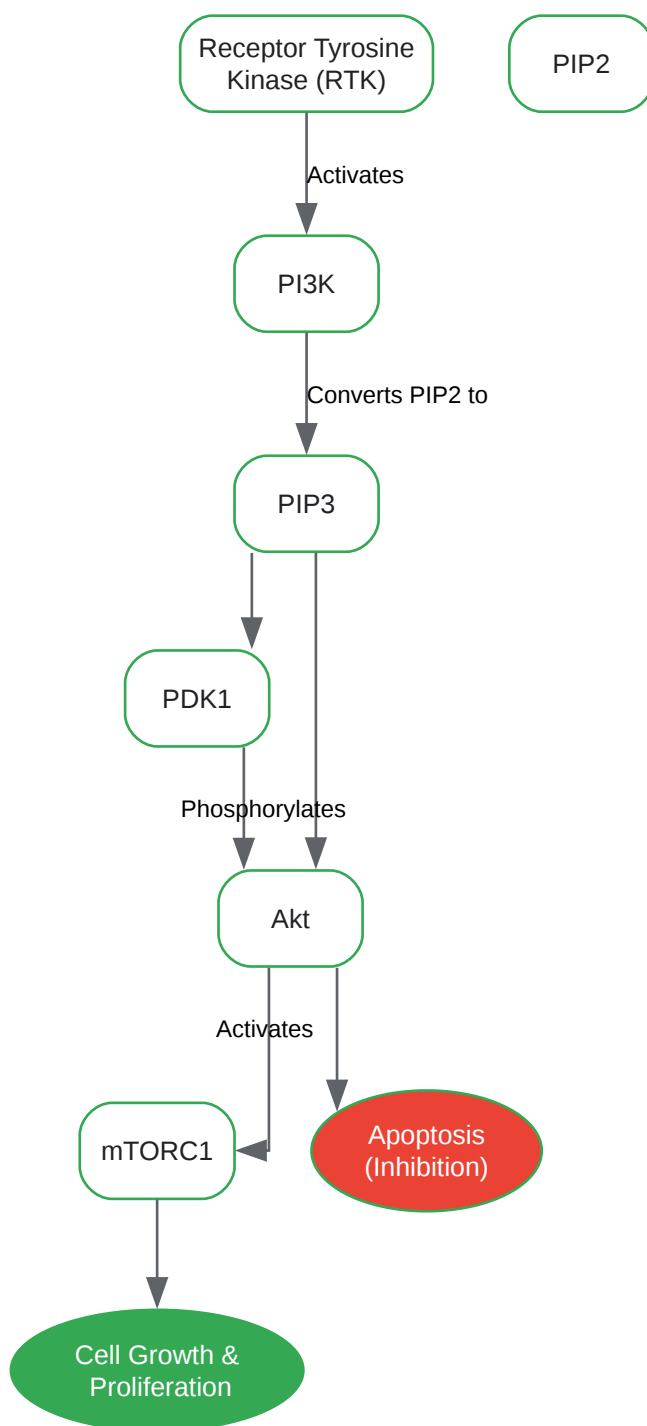 Receptor Tyrosine
Kinase (RTK)
PIP2
Activates
PI3K
Converts PIP2 to
PIP3
PDK1
Phosphorylates
Akt
Activates
mTORC1
Apoptosis
(Inhibition)
Cell Growth &
Proliferation